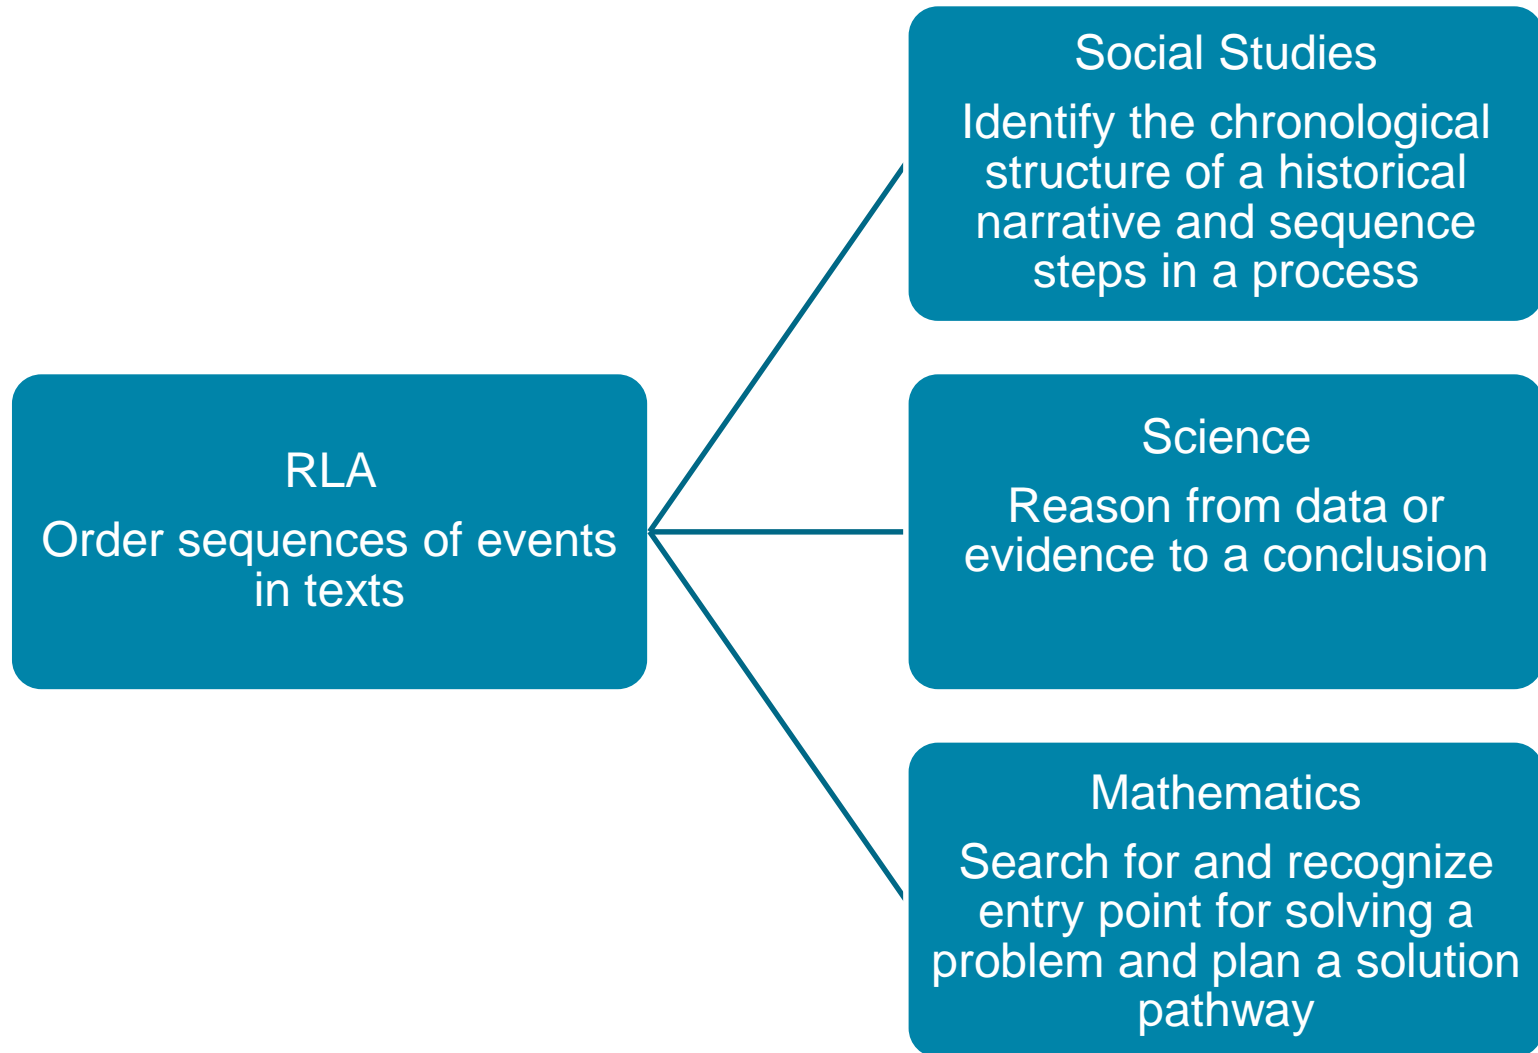 RLA
Order sequences of events
in texts
Social Studies
Identify the chronological
structure of a historical
narrative and sequence
steps in a process
Science
Reason from data or
evidence to a conclusion
Mathematics
Search for and recognize
entry point for solving a
problem and plan a solution
pathway